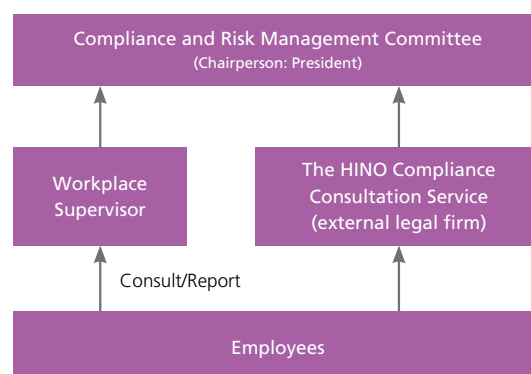 Compliance and Risk Management Committee
(Chairperson: President)
Workplace
Supervisor
The HINO Compliance
Consultation Service
(external legal firm)
Consult/Report
Employees